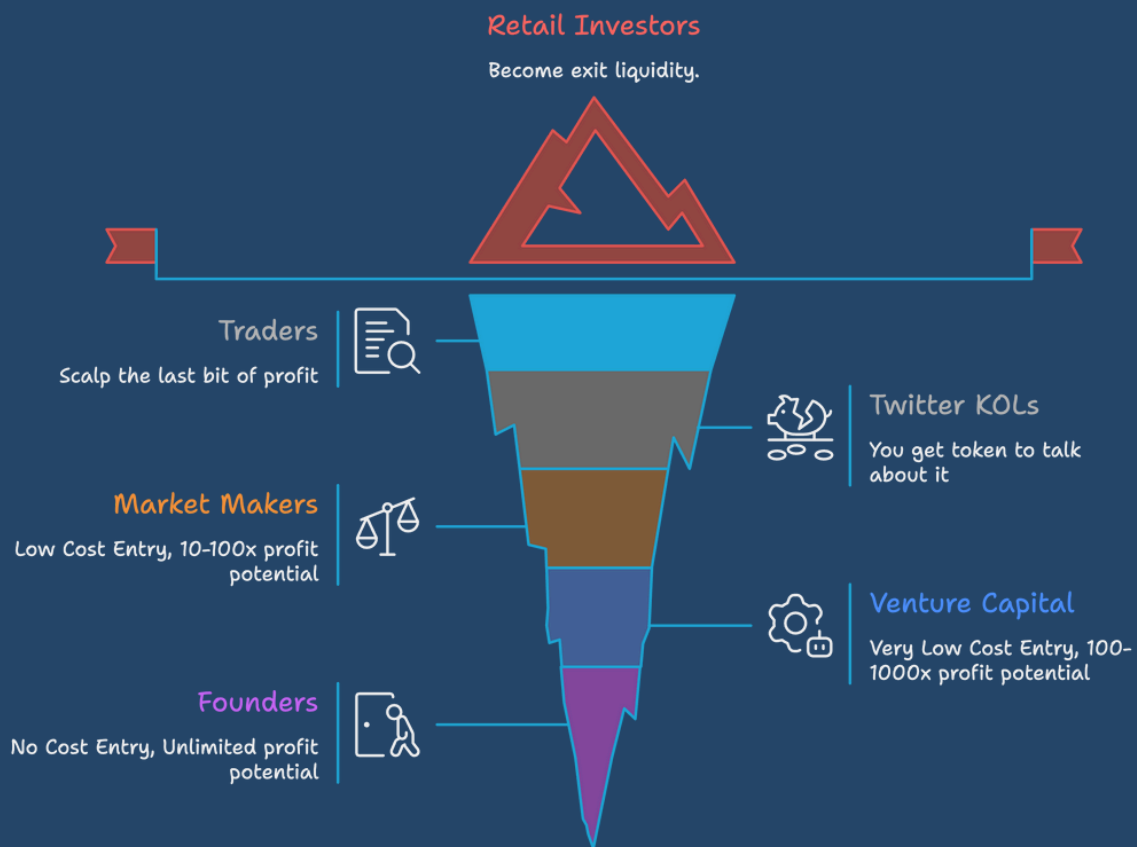 Retail Investors
Become exit liquidity.
Traders
Scalp the last bit of profit
Twitter KOLs
You get token to talk
about it
Market Makers
Low Cost Entry, 10-100x profit
potential
Venture Capital
Very Low Cost Entry, 100-
1000x profit potential
Founders
No Cost Entry, Unlimited profit
potential